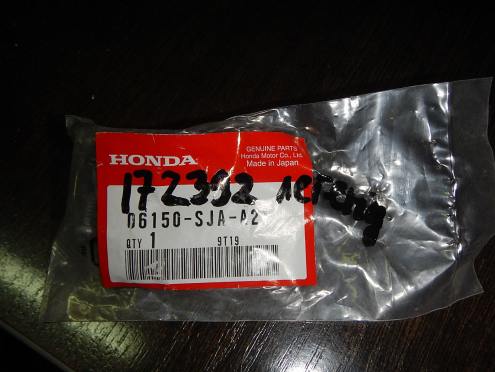 HONDA
GENUINE PARTS
Honda Motor Co., Ltd.
Made in Japan
172392
06150-SJA-A2
QTY 1 9T19